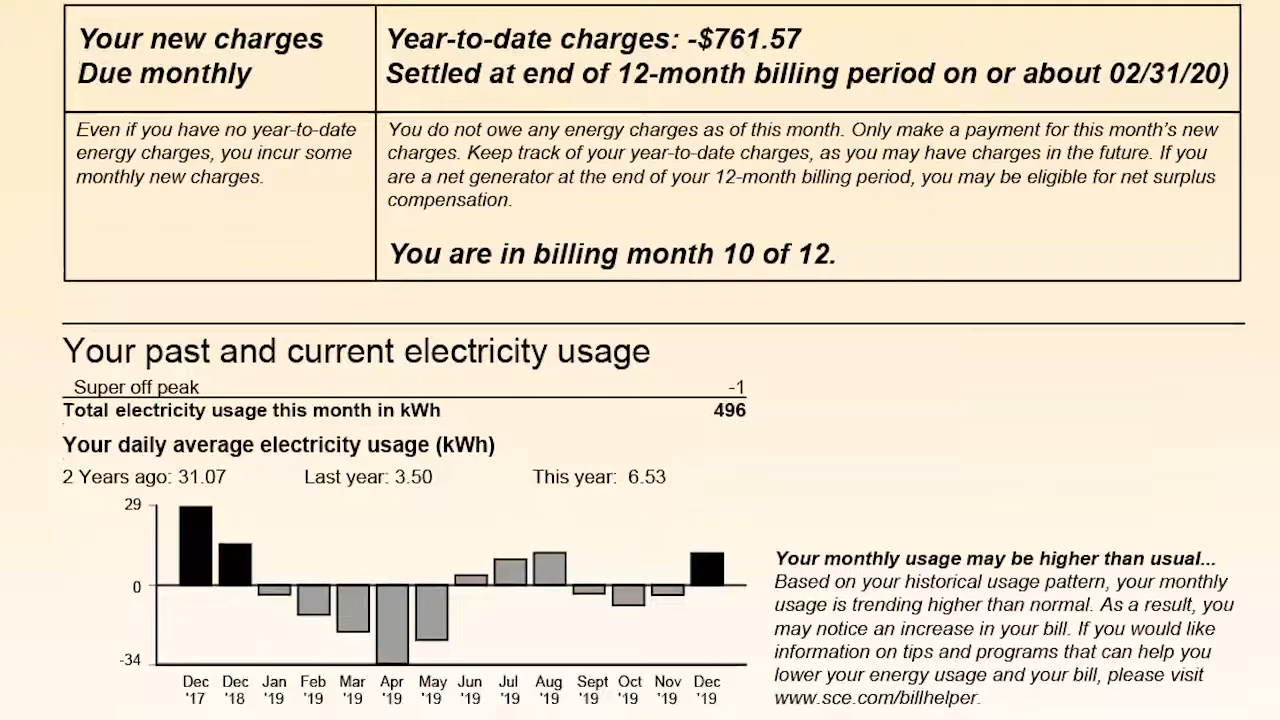 Your new charges
Due monthly
Year-to-date charges: -$761.57
Settled at end of 12-month billing period on or about 02/31/20)
Even if you have no year-to-date
energy charges, you incur some
monthly new charges.
You do not owe any energy charges as of this month. Only make a payment for this month's new
charges. Keep track of your year-to-date charges, as you may have charges in the future. If you
are a net generator at the end of your 12-month billing period, you may be eligible for net surplus
compensation.
You are in billing month 10 of 12.
Your past and current electricity usage
Super off peak -1
Total electricity usage this month in kWh 496
Your daily average electricity usage (kWh)
2 Years ago: 31.07 Last year: 3.50 This year: 6.53
29
0
-34
Dec Dec Jan Feb Mar Apr May Jun Jul Aug Sept Oct Nov Dec
'17 '18 '19 '19 '19 '19 '19 '19 '19 '19 '19 '19 '19 '19
Your monthly usage may be higher than usual...
Based on your historical usage pattern, your monthly
usage is trending higher than normal. As a result, you
may notice an increase in your bill. If you would like
information on tips and programs that can help you
lower your energy usage and your bill, please visit
www.sce.com/billhelper.